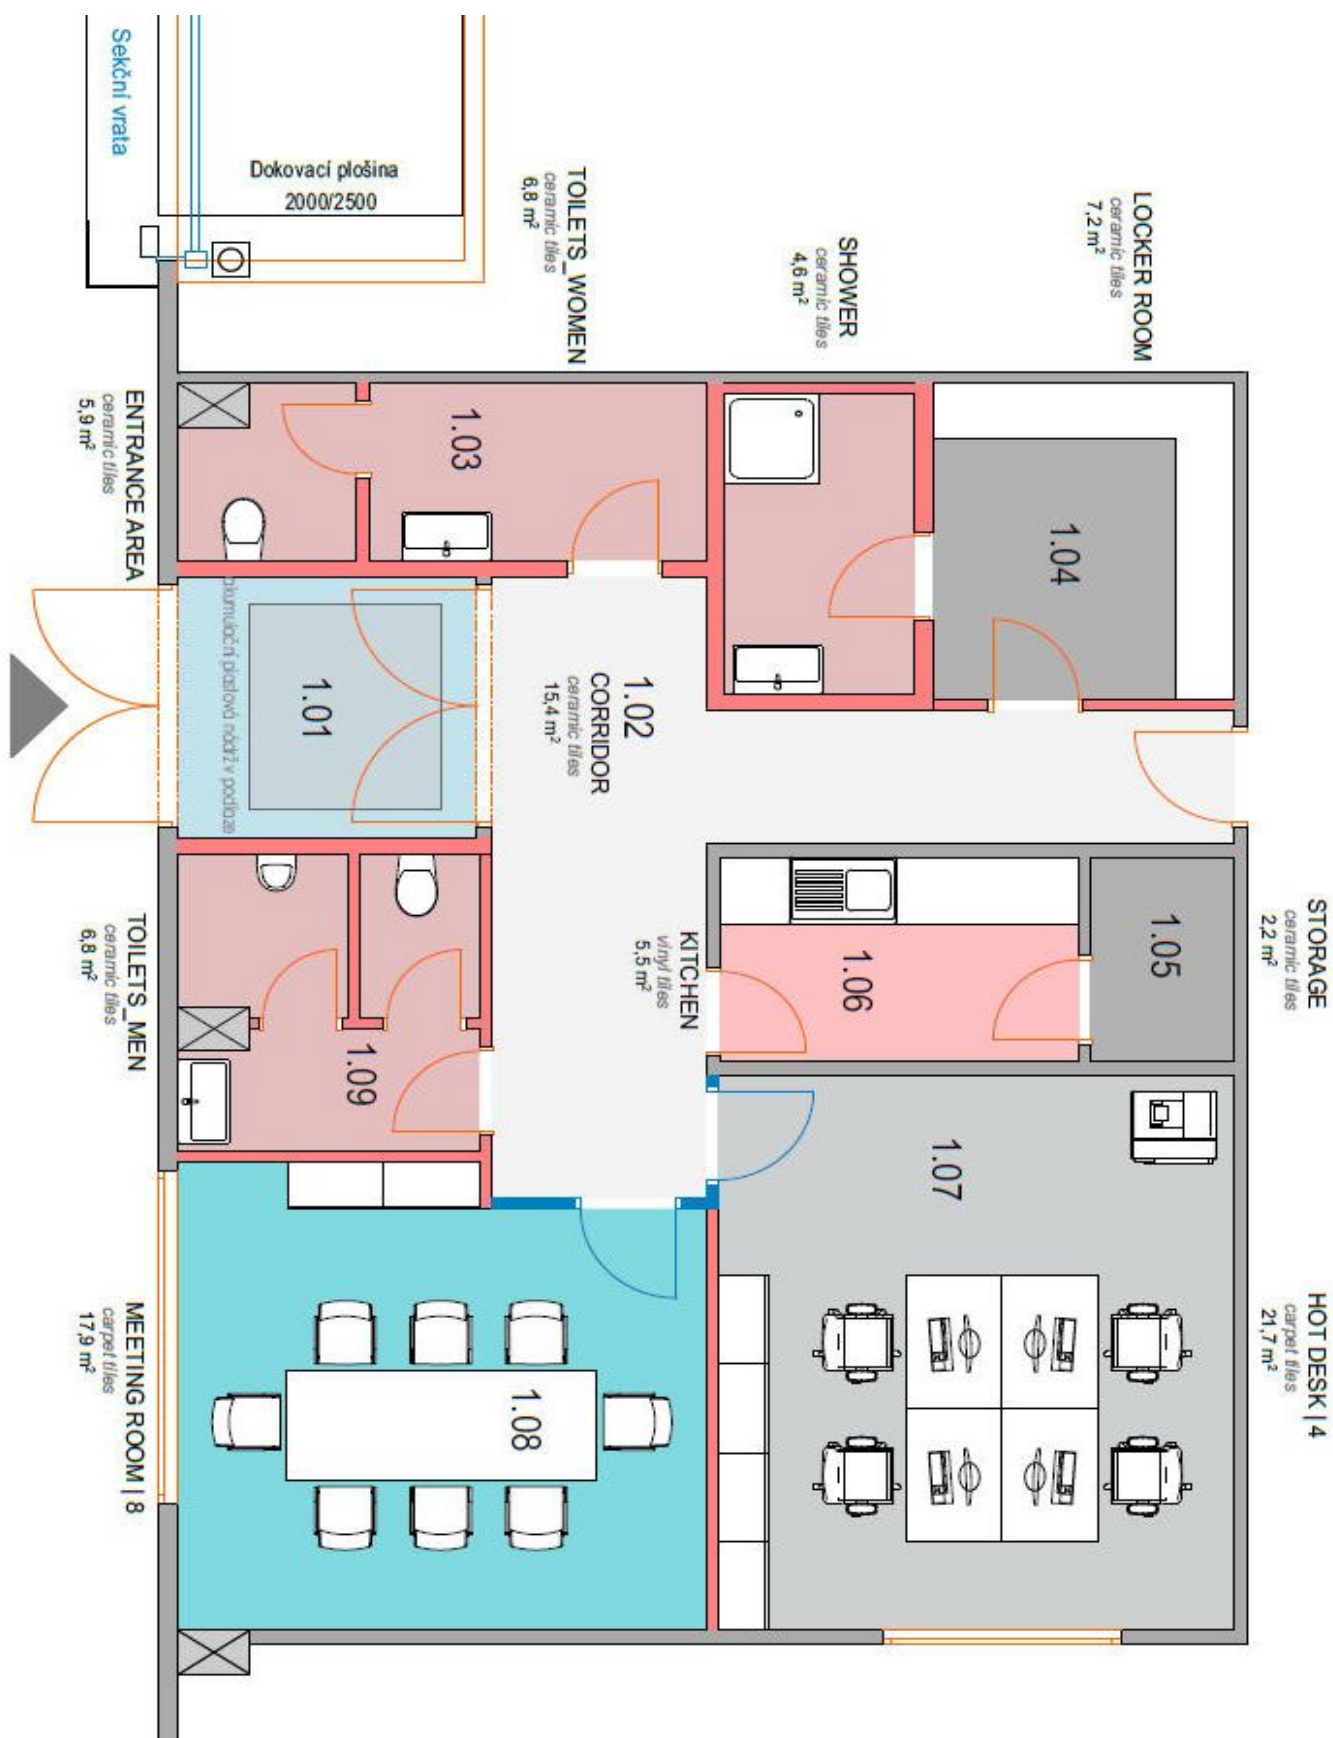 Sekční vrata
Dokovací plošina
2000/2500
TOILETS_WOMEN
ceramic tiles
6,8 m²
SHOWER
ceramic tiles
4,6 m²
LOCKER ROOM
ceramic tiles
7,2 m²
ENTRANCE AREA
ceramic tiles
5,9 m²
1.03
1.04
1.01
akumulační plastová nádrž v podlaze
1.02
CORRIDOR
ceramic tiles
15,4 m²
STORAGE
ceramic tiles
2,2 m²
1.05
1.06
KITCHEN
vinyl tiles
5,5 m²
TOILETS_MEN
ceramic tiles
6,8 m²
1.09
1.07
HOT DESK | 4
carpet tiles
21,7 m²
MEETING ROOM | 8
carpet tiles
17,9 m²
1.08